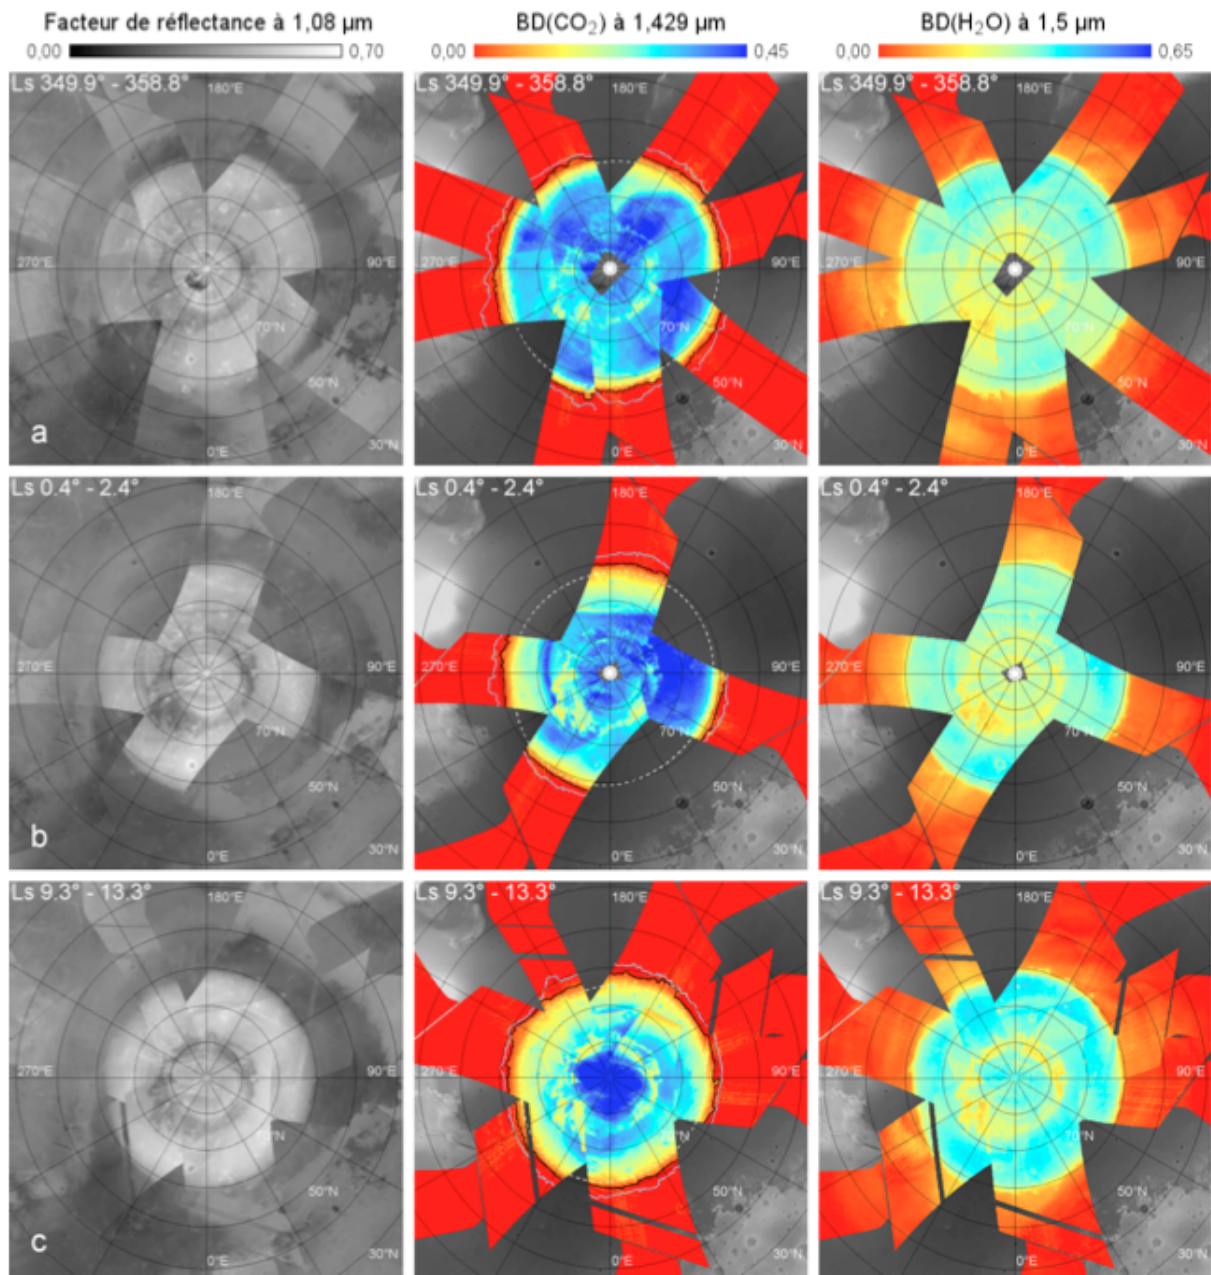 Facteur de réflectance à 1,08 µm BD(CO₂) à 1,429 µm BD(H₂O) à 1,5 µm
0,00 0,70 0,00 0,45 0,00 0,65
Ls 349.9° - 358.8° Ls 349.9° - 358.8° Ls 349.9° - 358.8°
180°E 180°E 180°E
270°E 90°E 270°E 90°E 270°E 90°E
70°N 70°N 70°N
50°N 50°N 50°N
a 0°E 30°N 0°E 30°N 0°E 30°N
Ls 0.4° - 2.4° Ls 0.4° - 2.4° Ls 0.4° - 2.4°
180°E 180°E 180°E
270°E 90°E 270°E 90°E 270°E 90°E
70°N 70°N 70°N
50°N 50°N 50°N
b 0°E 30°N 0°E 30°N 0°E 30°N
Ls 9.3° - 13.3° Ls 9.3° - 13.3° Ls 9.3° - 13.3°
180°E 180°E 180°E
270°E 90°E 270°E 90°E 270°E 90°E
70°N 70°N 70°N
50°N 50°N 50°N
c 0°E 30°N 0°E 30°N 0°E 30°N